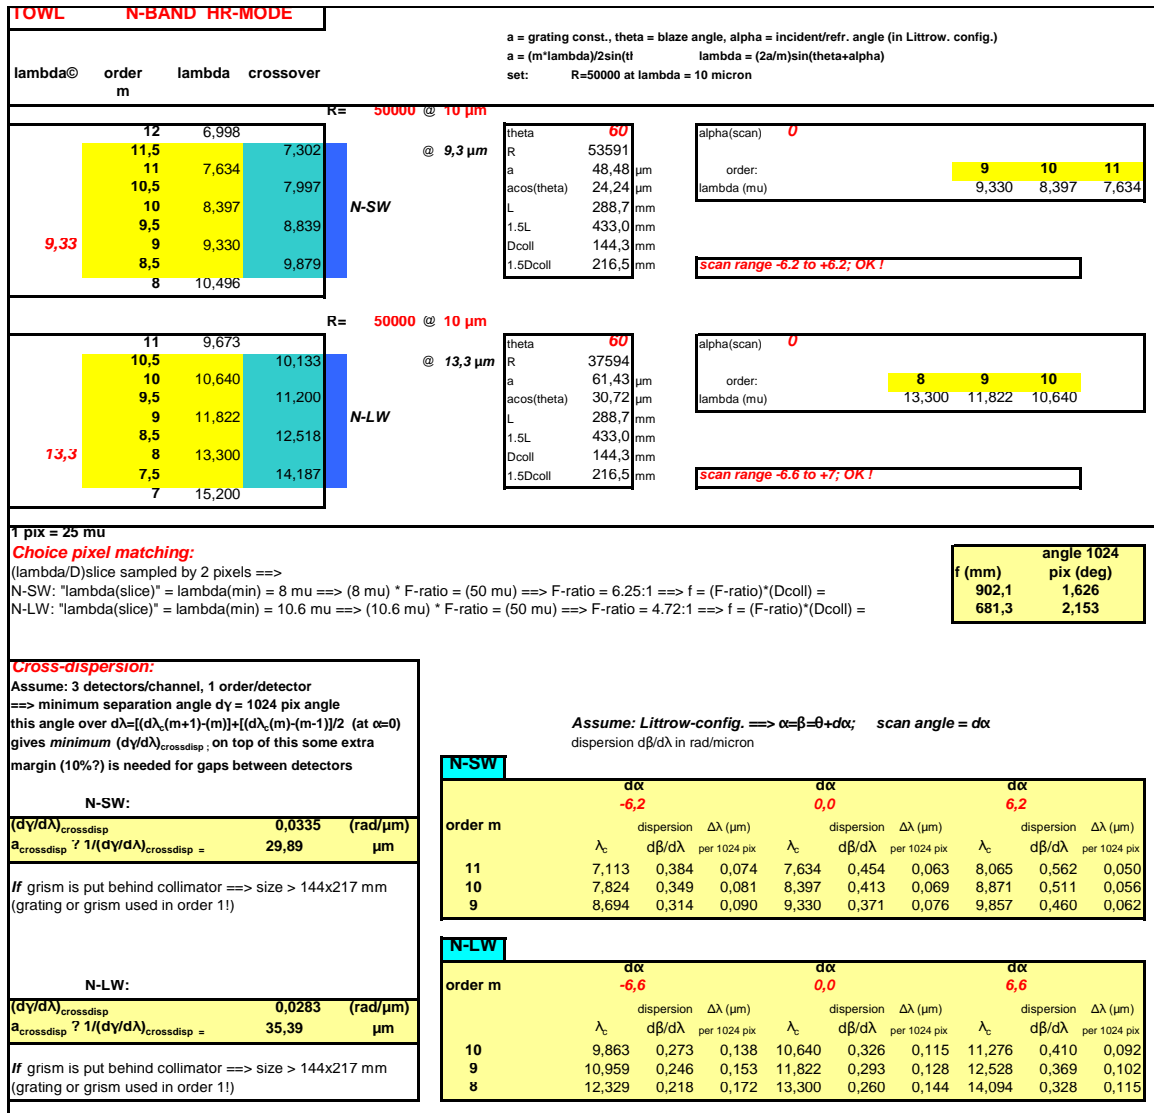 TOWL N-BAND HR-MODE
a = grating const., theta = blaze angle, alpha = incident/refr. angle (in Littrow. config.)
a = (m*lambda)/2sin(tl lambda = (2a/m)sin(theta+alpha)
lambda© order lambda crossover set: R=50000 at lambda = 10 micron
m
R= 50000 @ 10 µm
12 6,998 theta 60 alpha(scan) 0
11,5 7,302 @ 9,3 µm R 53591
11 7,634 a 48,48 µm order: 9 10 11
10,5 7,997 acos(theta) 24,24 µm lambda (mu) 9,330 8,397 7,634
10 8,397 N-SW L 288,7 mm
9,5 8,839 1.5L 433,0 mm
9,33 9 9,330 Dcoll 144,3 mm
8,5 9,879 1.5Dcoll 216,5 mm scan range -6.2 to +6.2; OK !
8 10,496
R= 50000 @ 10 µm
11 9,673 theta 60 alpha(scan) 0
10,5 10,133 @ 13,3 µm R 37594
10 10,640 a 61,43 µm order: 8 9 10
9,5 11,200 acos(theta) 30,72 µm lambda (mu) 13,300 11,822 10,640
9 11,822 N-LW L 288,7 mm
8,5 12,518 1.5L 433,0 mm
13,3 8 13,300 Dcoll 144,3 mm
7,5 14,187 1.5Dcoll 216,5 mm scan range -6.6 to +7; OK !
7 15,200
1 pix = 25 mu
Choice pixel matching: angle 1024
(lambda/D)slice sampled by 2 pixels ==> f (mm) pix (deg)
N-SW: "lambda(slice)" = lambda(min) = 8 mu ==> (8 mu) * F-ratio = (50 mu) ==> F-ratio = 6.25:1 ==> f = (F-ratio)*(Dcoll) = 902,1 1,626
N-LW: "lambda(slice)" = lambda(min) = 10.6 mu ==> (10.6 mu) * F-ratio = (50 mu) ==> F-ratio = 4.72:1 ==> f = (F-ratio)*(Dcoll) = 681,3 2,153
Cross-dispersion:
Assume: 3 detectors/channel, 1 order/detector
==> minimum separation angle dγ = 1024 pix angle
this angle over dλ=[(dλc(m+1)-(m)]+[(dλc(m)-(m-1)]/2 (at α=0)
gives minimum (dγ/dλ)crossdisp ; on top of this some extra
margin (10%?) is needed for gaps between detectors
Assume: Littrow-config. ==> α=β=θ+dα; scan angle = dα
dispersion dβ/dλ in rad/micron
N-SW
dα dα dα
N-SW: -6,2 0,0 6,2
(dγ/dλ)crossdisp 0,0335 (rad/µm) order m dispersion Δλ (µm) dispersion Δλ (µm) dispersion Δλ (µm)
acrossdisp ? 1/(dγ/dλ)crossdisp = 29,89 µm λc dβ/dλ per 1024 pix λc dβ/dλ per 1024 pix λc dβ/dλ per 1024 pix
11 7,113 0,384 0,074 7,634 0,454 0,063 8,065 0,562 0,050
If grism is put behind collimator ==> size > 144x217 mm 10 7,824 0,349 0,081 8,397 0,413 0,069 8,871 0,511 0,056
(grating or grism used in order 1!) 9 8,694 0,314 0,090 9,330 0,371 0,076 9,857 0,460 0,062
N-LW
dα dα dα
N-LW: order m -6,6 0,0 6,6
(dγ/dλ)crossdisp 0,0283 (rad/µm) dispersion Δλ (µm) dispersion Δλ (µm) dispersion Δλ (µm)
acrossdisp ? 1/(dγ/dλ)crossdisp = 35,39 µm λc dβ/dλ per 1024 pix λc dβ/dλ per 1024 pix λc dβ/dλ per 1024 pix
10 9,863 0,273 0,138 10,640 0,326 0,115 11,276 0,410 0,092
If grism is put behind collimator ==> size > 144x217 mm 9 10,959 0,246 0,153 11,822 0,293 0,128 12,528 0,369 0,102
(grating or grism used in order 1!) 8 12,329 0,218 0,172 13,300 0,260 0,144 14,094 0,328 0,115